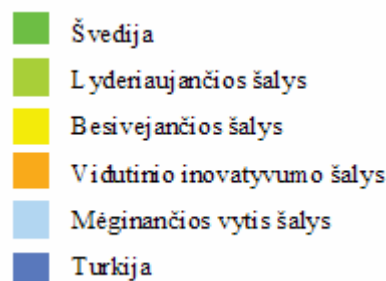 Švedija
Lyderiaujančios šalys
Besivejančios šalys
Vidutinio inovatyvumo šalys
Mėginančios vytis šalys
Turkija